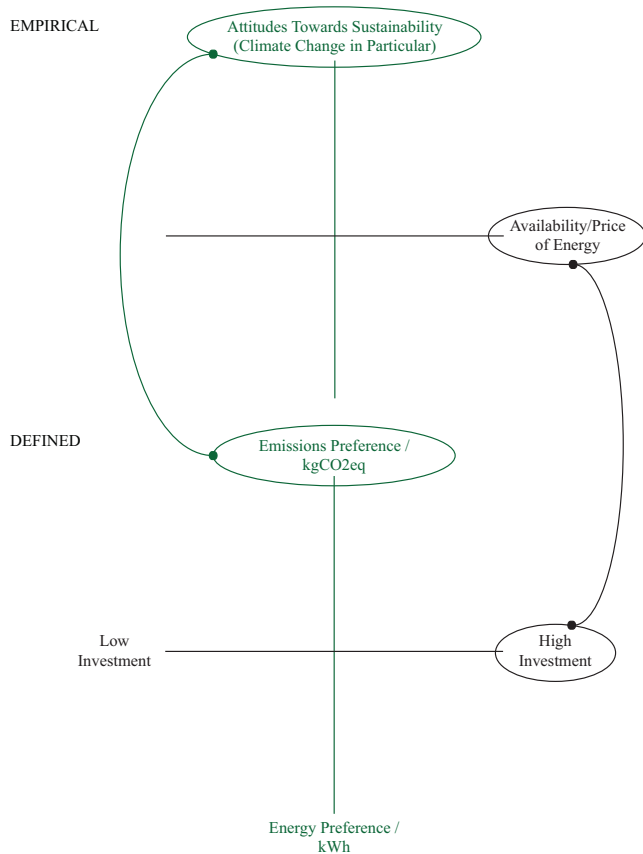 EMPIRICAL
Attitudes Towards Sustainability
(Climate Change in Particular)
Availability/Price
of Energy
DEFINED
Emissions Preference /
kgCO2eq
Low
Investment
High
Investment
Energy Preference /
kWh